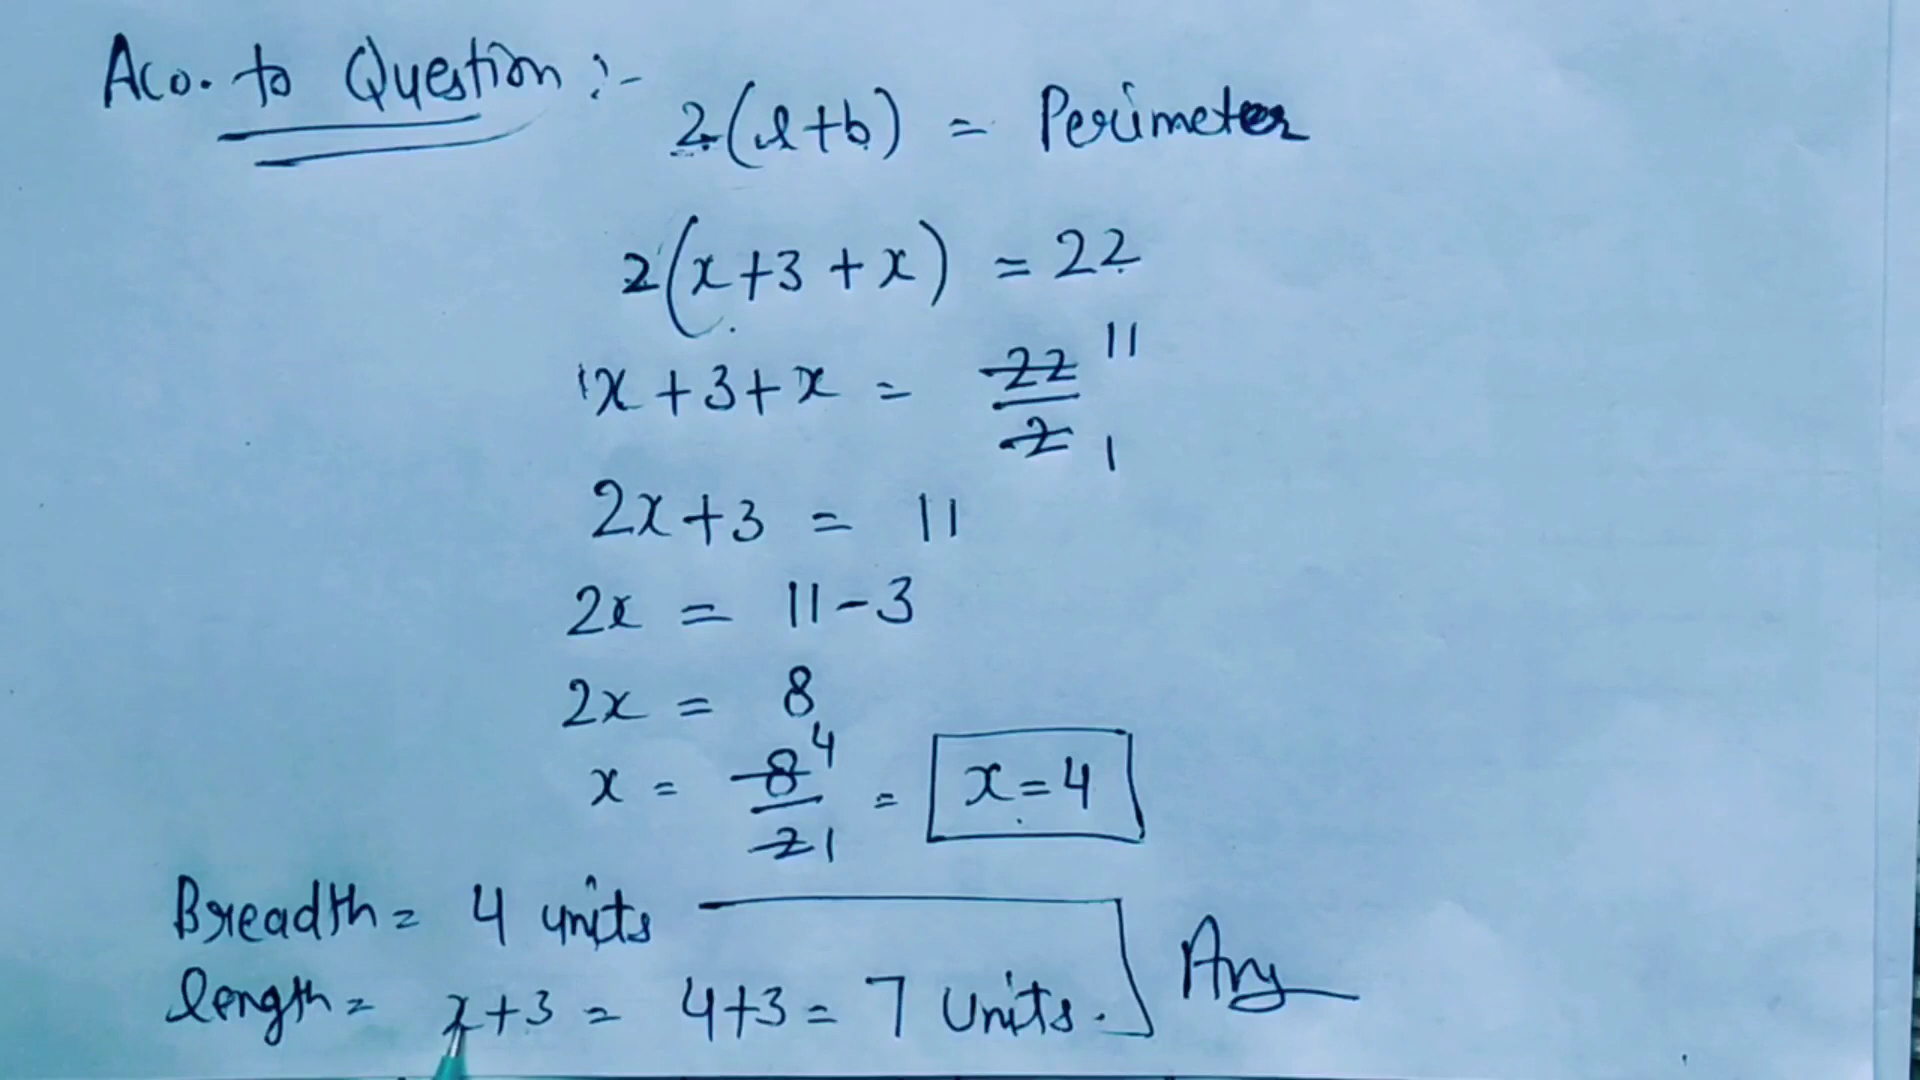 Aco. to Question :-
2(l+b) = Perimeter
2(x+3+x) = 22
x+3+x = 22/2 11 1
2x+3 = 11
2x = 11-3
2x = 8
x = 8/2 4 1 = x=4
Breadth = 4 units
length = x+3 = 4+3 = 7 Units. Ans